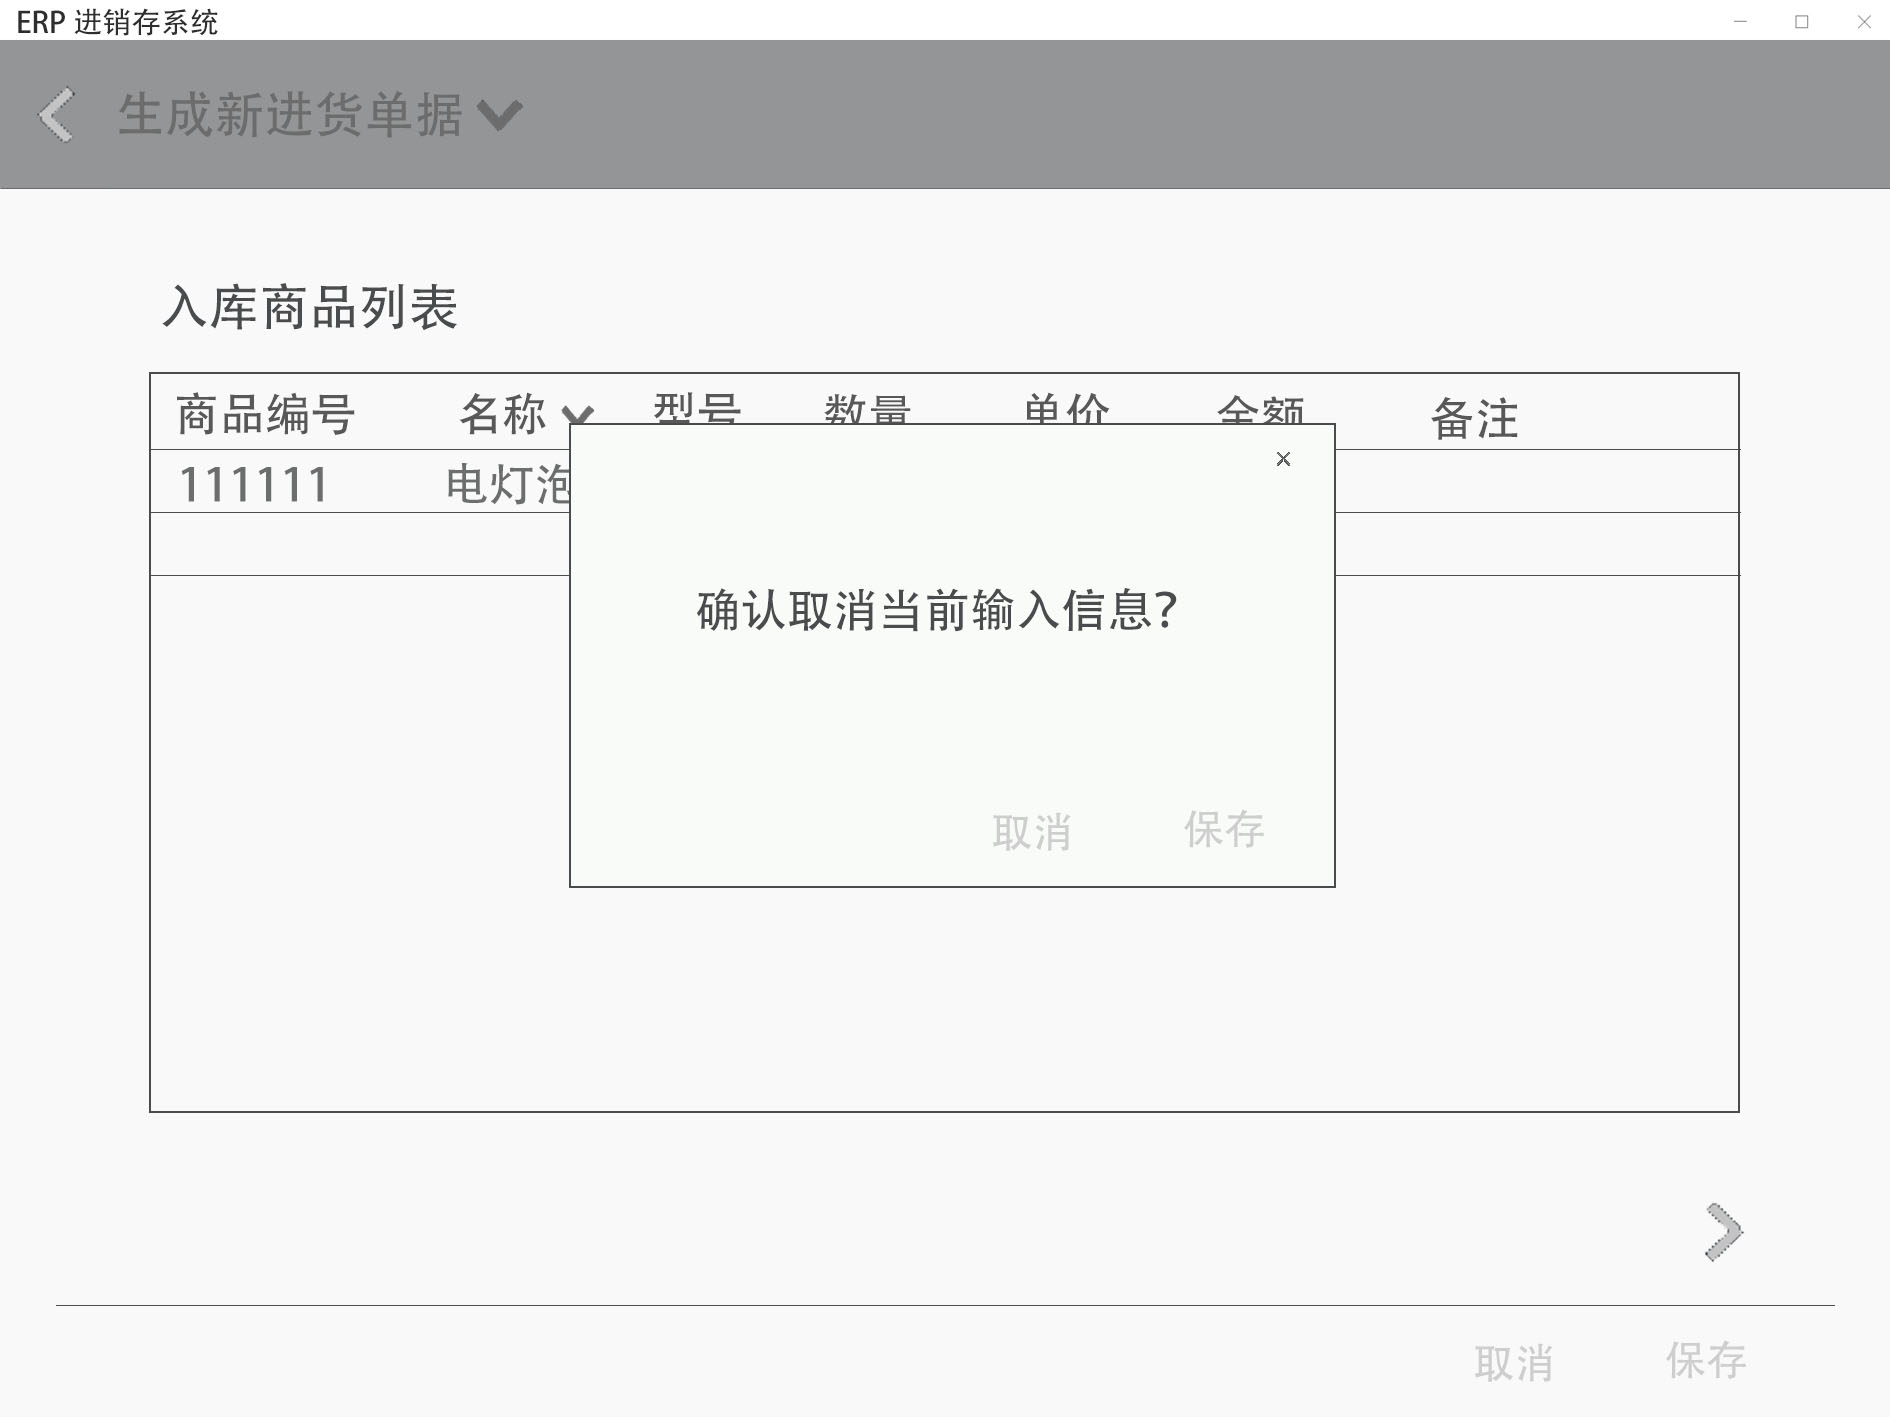 ERP 进销存系统
生成新进货单据
入库商品列表
商品编号 名称 型号 数量 单价 金额 备注
111111 电灯泡
×
确认取消当前输入信息?
取消 保存
取消 保存